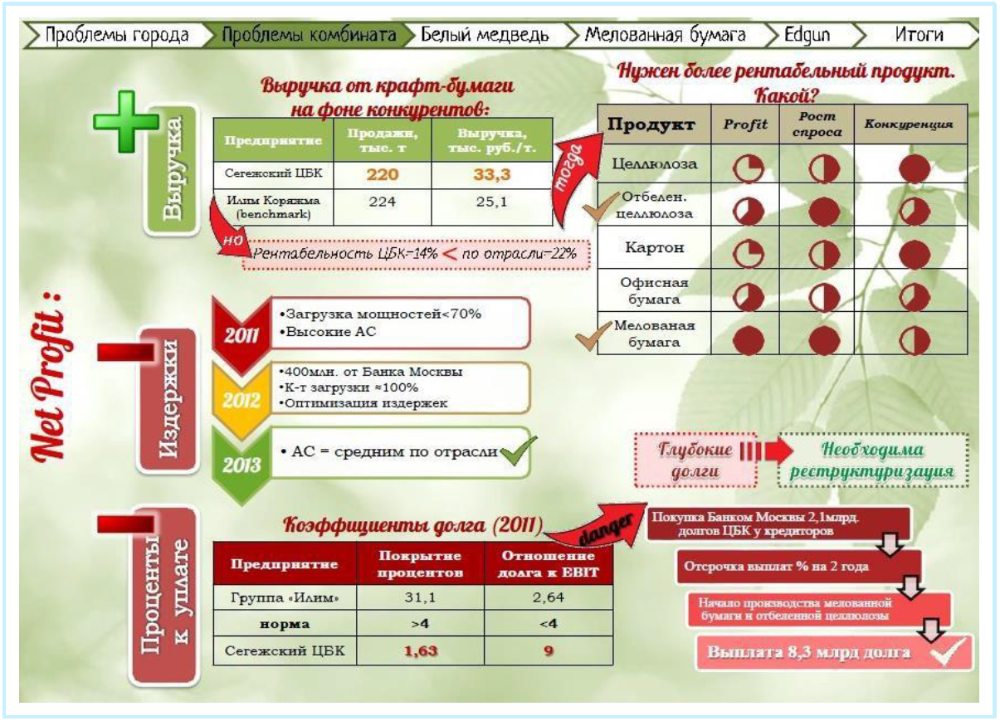 Проблемы города
Проблемы комбината
Белый медведь
Мелованная бумага
Edgun
Итоги
Net Profit :
Выручка
Выручка от крафт-бумаги
на фоне конкурентов:
Предприятие
Продажи,
тыс. т
Выручка,
тыс. руб./т.
Сегежский ЦБК
220
33,3
Илим Коряжма
(benchmark)
224
25,1
но
Рентабельность ЦБК=14% < по отрасли=22%
тогда
Нужен более рентабельный продукт.
Какой?
Продукт
Profit
Рост
спроса
Конкуренция
Целлюлоза
Отбелен.
целлюлоза
Картон
Офисная
бумага
Мелованая
бумага
Издержки
2011
•Загрузка мощностей<70%
•Высокие АС
2012
•400млн. от Банка Москвы
•К-т загрузки ≈100%
•Оптимизация издержек
2013
• АС = средним по отрасли
Проценты
к уплате
Коэффициенты долга (2011)
Предприятие
Покрытие
процентов
Отношение
долга к EBIT
Группа «Илим»
31,1
2,64
норма
>4
<4
Сегежский ЦБК
1,63
9
danger
Глубокие
долги
Необходима
реструктуризация
Покупка Банком Москвы 2,1млрд.
долгов ЦБК у кредиторов
Отсрочка выплат % на 2 года
Начало производства мелованной
бумаги и отбеленной целлюлозы
Выплата 8,3 млрд долга